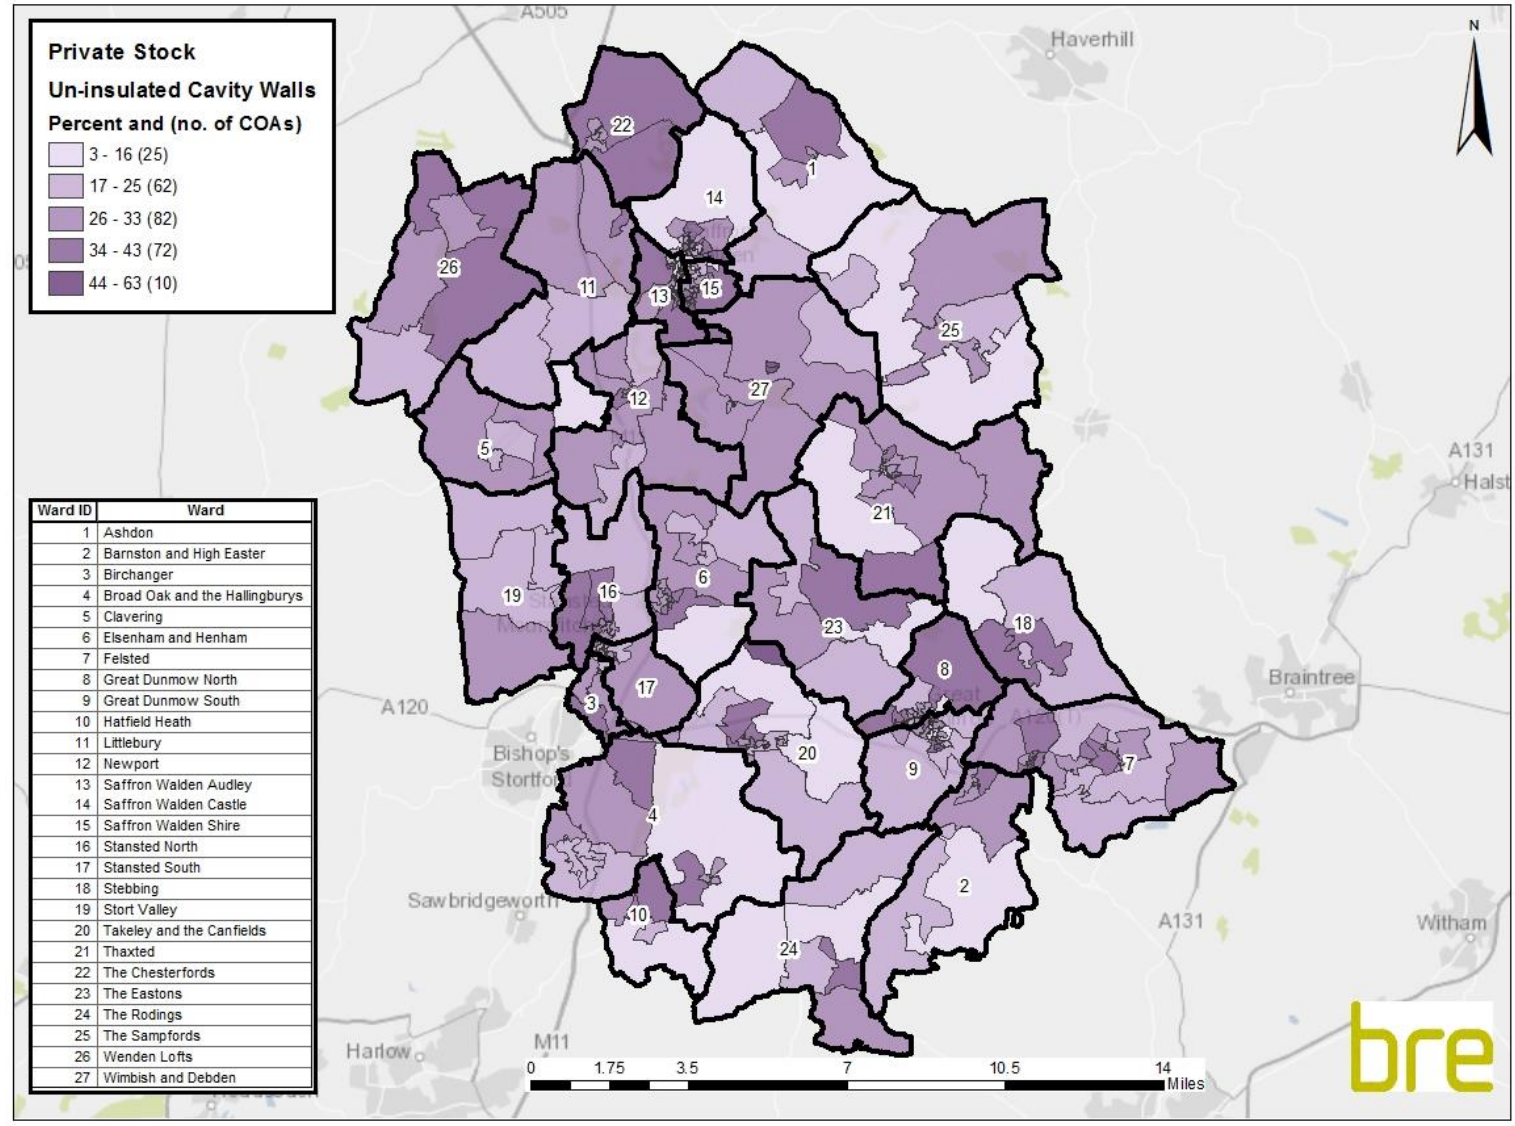 A505
Haverhill
N
Private Stock
Un-insulated Cavity Walls
Percent and (no. of COAs)
3 - 16 (25)
17 - 25 (62)
26 - 33 (82)
34 - 43 (72)
44 - 63 (10)
22
1
14
26
11
13
15
25
27
12
5
A131
21
6
19
16
23
18
8
Braintree
A120
17
3
Bishop's
Stortford
20
9
7
4
2
Sawbridgeworth
10
24
A131
Witham
Harlow
M11
Ward ID Ward
1 Ashdon
2 Barnston and High Easter
3 Birchanger
4 Broad Oak and the Hallingburys
5 Clavering
6 Elsenham and Henham
7 Felsted
8 Great Dunmow North
9 Great Dunmow South
10 Hatfield Heath
11 Littlebury
12 Newport
13 Saffron Walden Audley
14 Saffron Walden Castle
15 Saffron Walden Shire
16 Stansted North
17 Stansted South
18 Stebbing
19 Stort Valley
20 Takeley and the Canfields
21 Thaxted
22 The Chesterfords
23 The Eastons
24 The Rodings
25 The Sampfords
26 Wenden Lofts
27 Wimbish and Debden
0 1.75 3.5 7 10.5 14
Miles
bre